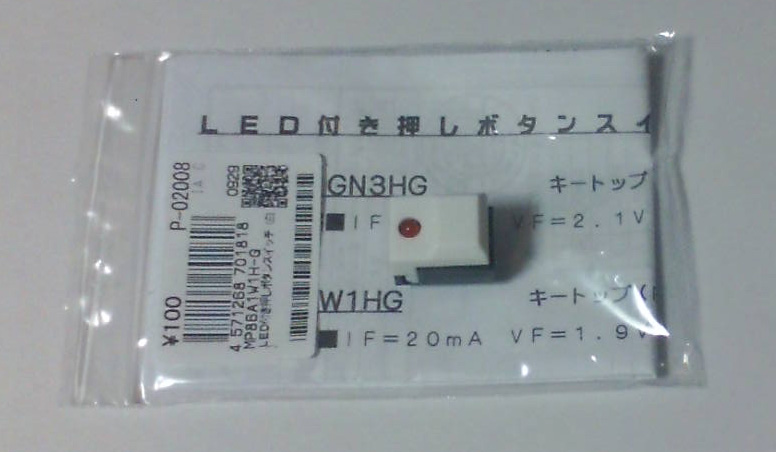 LED付き押しボタンスイ
GN3HG
キートップ
■IF
VF=2.1V
W1HG
キートップ(
■IF=20mA VF=1.9V
P-02008
0929
¥100
4 571268 701818
MP86A1W1H-G
LED付き押しボタンスイッチ